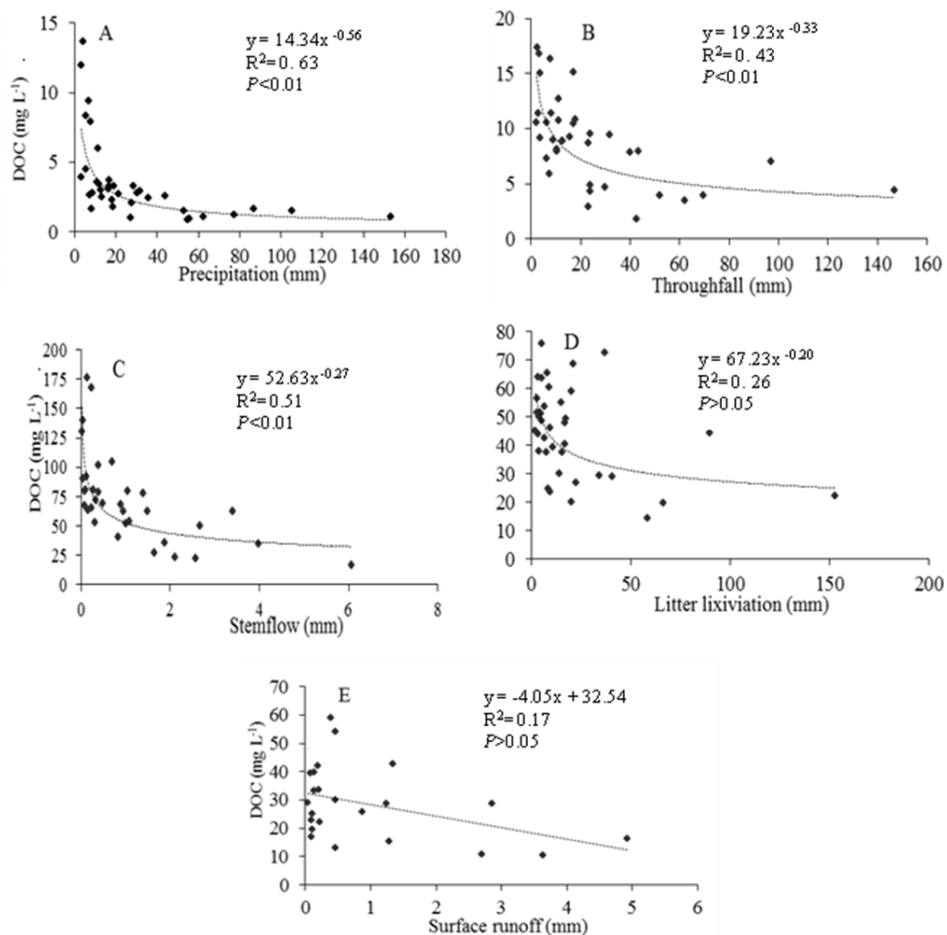 A
y = 14.34x -0.56
R2 = 0. 63
P<0.01
DOC (mg L-1)
15
10
5
0
0 20 40 60 80 100 120 140 160 180
Precipitation (mm)
B
y = 19.23x -0.33
R2 = 0. 43
P<0.01
20
15
10
5
0
0 20 40 60 80 100 120 140 160
Throughfall (mm)
C
y = 52.63x-0.27
R2=0.51
P<0.01
DOC (mg L-1)
200
175
150
125
100
75
50
25
0
0 2 4 6 8
Stemflow (mm)
D
y = 67.23x -0.20
R2= 0. 26
P>0.05
80
70
60
50
40
30
20
10
0
0 50 100 150 200
Litter lixiviation (mm)
E
y = -4.05x + 32.54
R2= 0.17
P>0.05
DOC (mg L-1)
70
60
50
40
30
20
10
0
0 1 2 3 4 5 6
Surface runoff (mm)